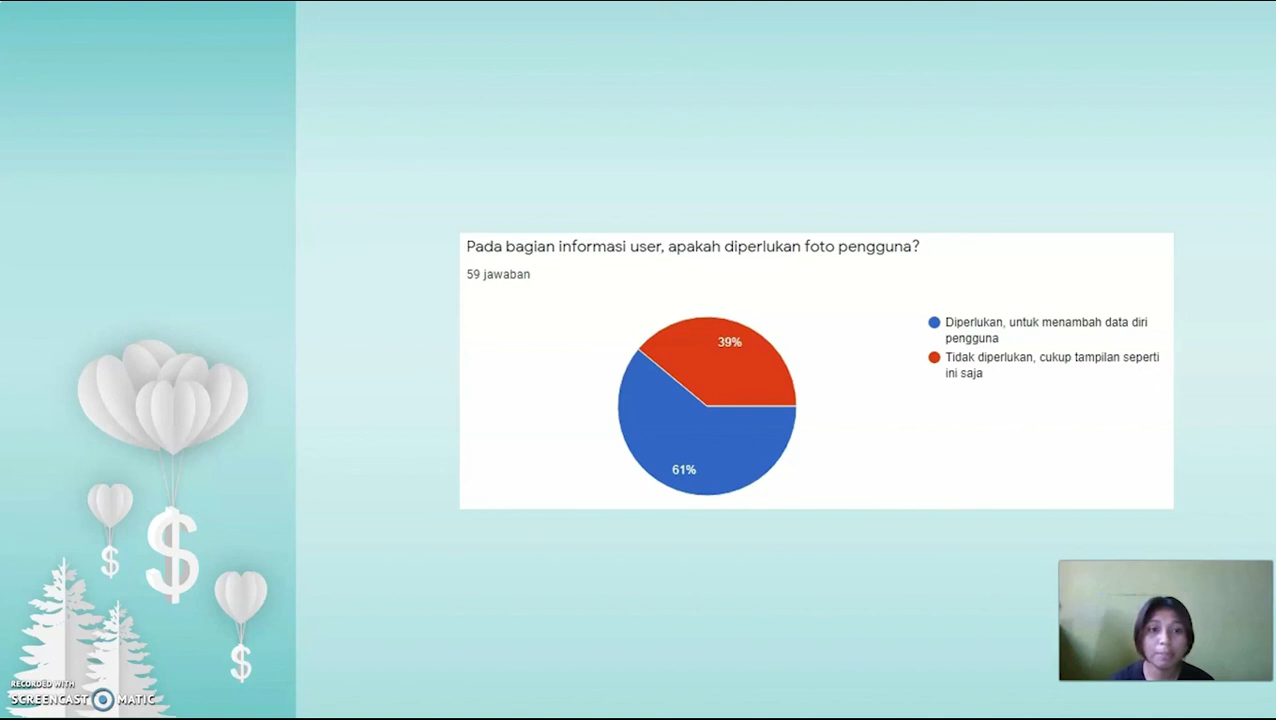 Pada bagian informasi user, apakah diperlukan foto pengguna?
59 jawaban
39%
61%
Diperlukan, untuk menambah data diri
pengguna
Tidak diperlukan, cukup tampilan seperti
ini saja
$
$
$
RECORDED WITH
SCREENCAST MATIC